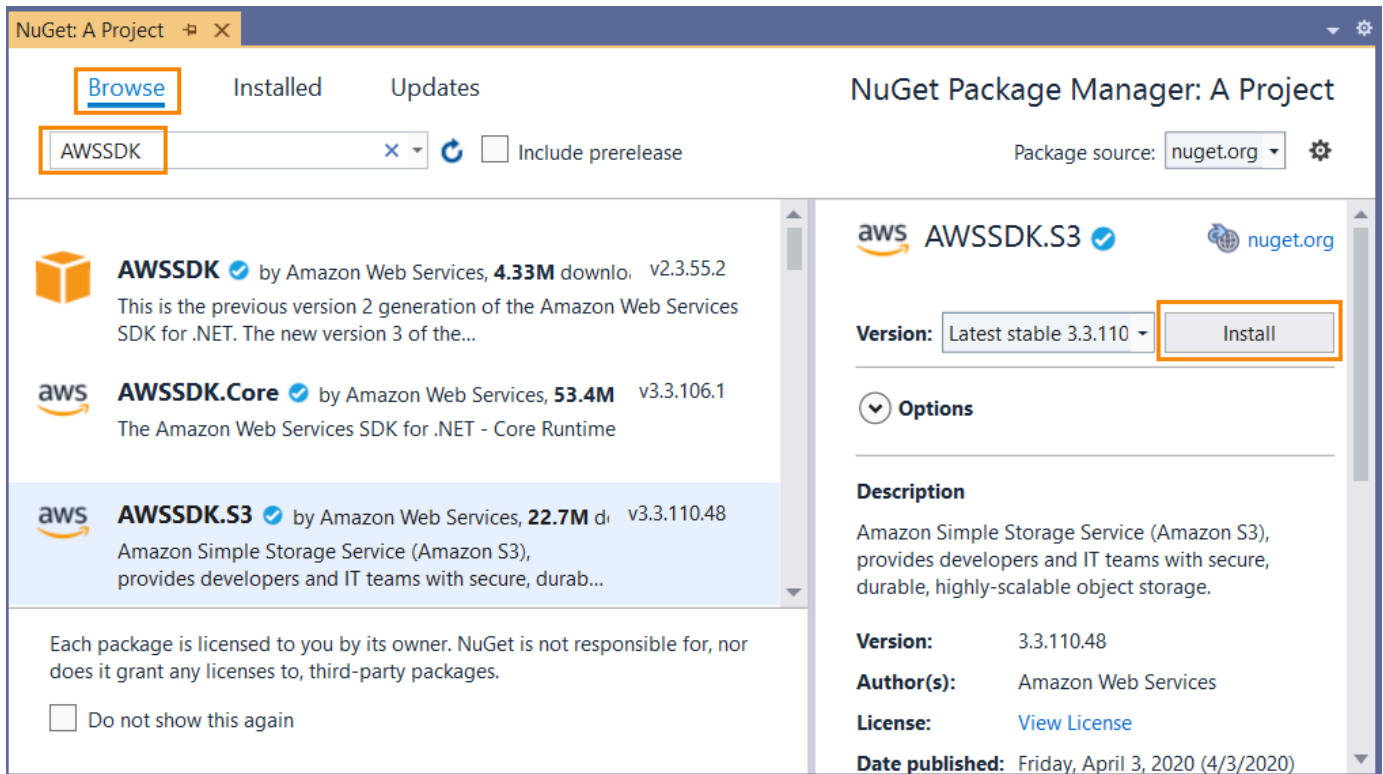 NuGet: A Project
Browse Installed Updates
NuGet Package Manager: A Project
AWSSDK
Include prerelease
Package source: nuget.org
AWSSDK by Amazon Web Services, 4.33M downlo v2.3.55.2
This is the previous version 2 generation of the Amazon Web Services
SDK for .NET. The new version 3 of the...
aws AWSSDK.Core by Amazon Web Services, 53.4M v3.3.106.1
The Amazon Web Services SDK for .NET - Core Runtime
aws AWSSDK.S3 by Amazon Web Services, 22.7M d v3.3.110.48
Amazon Simple Storage Service (Amazon S3),
provides developers and IT teams with secure, durab...
Each package is licensed to you by its owner. NuGet is not responsible for, nor
does it grant any licenses to, third-party packages.
Do not show this again
aws AWSSDK.S3 nuget.org
Version: Latest stable 3.3.110 Install
Options
Description
Amazon Simple Storage Service (Amazon S3),
provides developers and IT teams with secure,
durable, highly-scalable object storage.
Version: 3.3.110.48
Author(s): Amazon Web Services
License: View License
Date published: Friday, April 3, 2020 (4/3/2020)